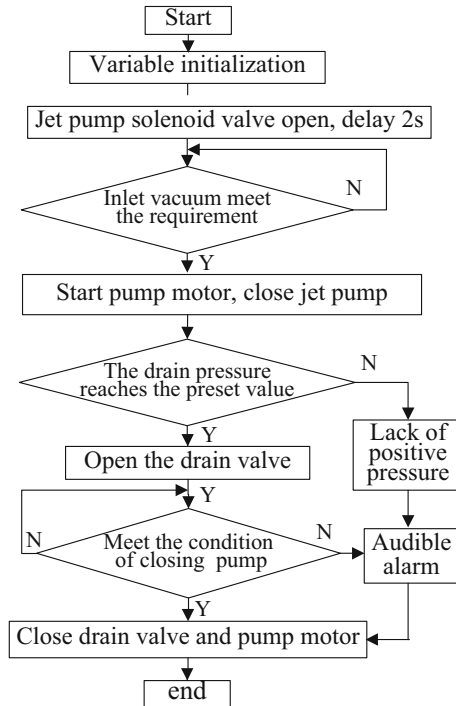 Start
Variable initialization
Jet pump solenoid valve open, delay 2s
Inlet vacuum meet
the requirement
N
Y
Start pump motor, close jet pump
The drain pressure
reaches the preset value
N
Y
Lack of
positive
pressure
Open the drain valve
Y
Meet the condition
of closing pump
N
N
Audible
alarm
Y
Close drain valve and pump motor
end